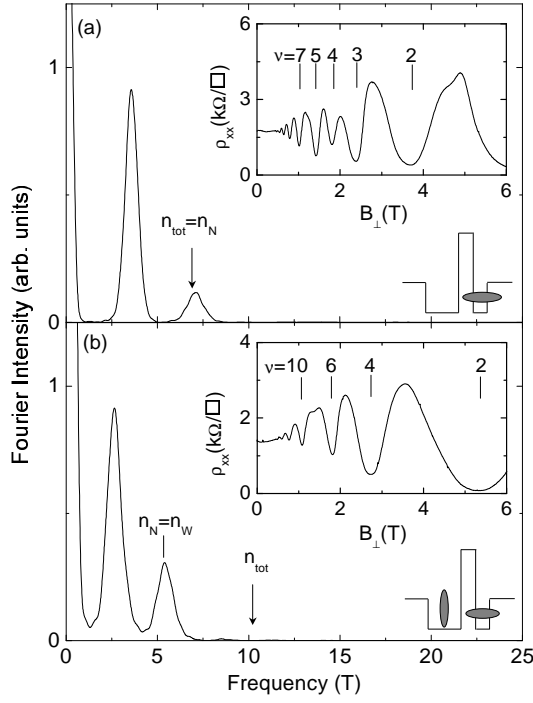 (a)
ν=7 5 4 3 2
6
3
0
ρxx(kΩ/□)
0 2 4 6
B⊥(T)
1
0
ntot=nN
(b)
ν=10 6 4 2
4
2
0
ρxx(kΩ/□)
0 2 4 6
B⊥(T)
1
0
nN=nW
ntot
0 5 10 15 20 25
Frequency (T)
Fourier Intensity (arb. units)